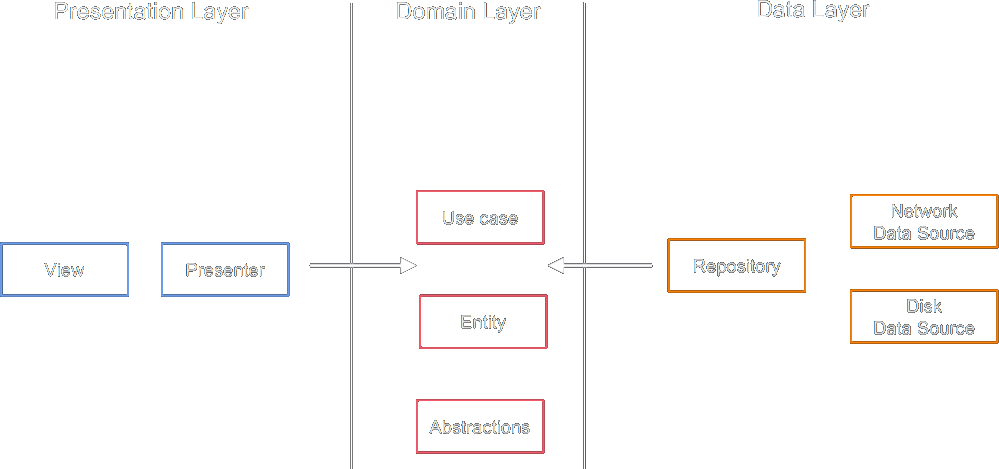 Presentation Layer
Domain Layer
Data Layer
View
Presenter
Use case
Entity
Abstractions
Repository
Network
Data Source
Disk
Data Source